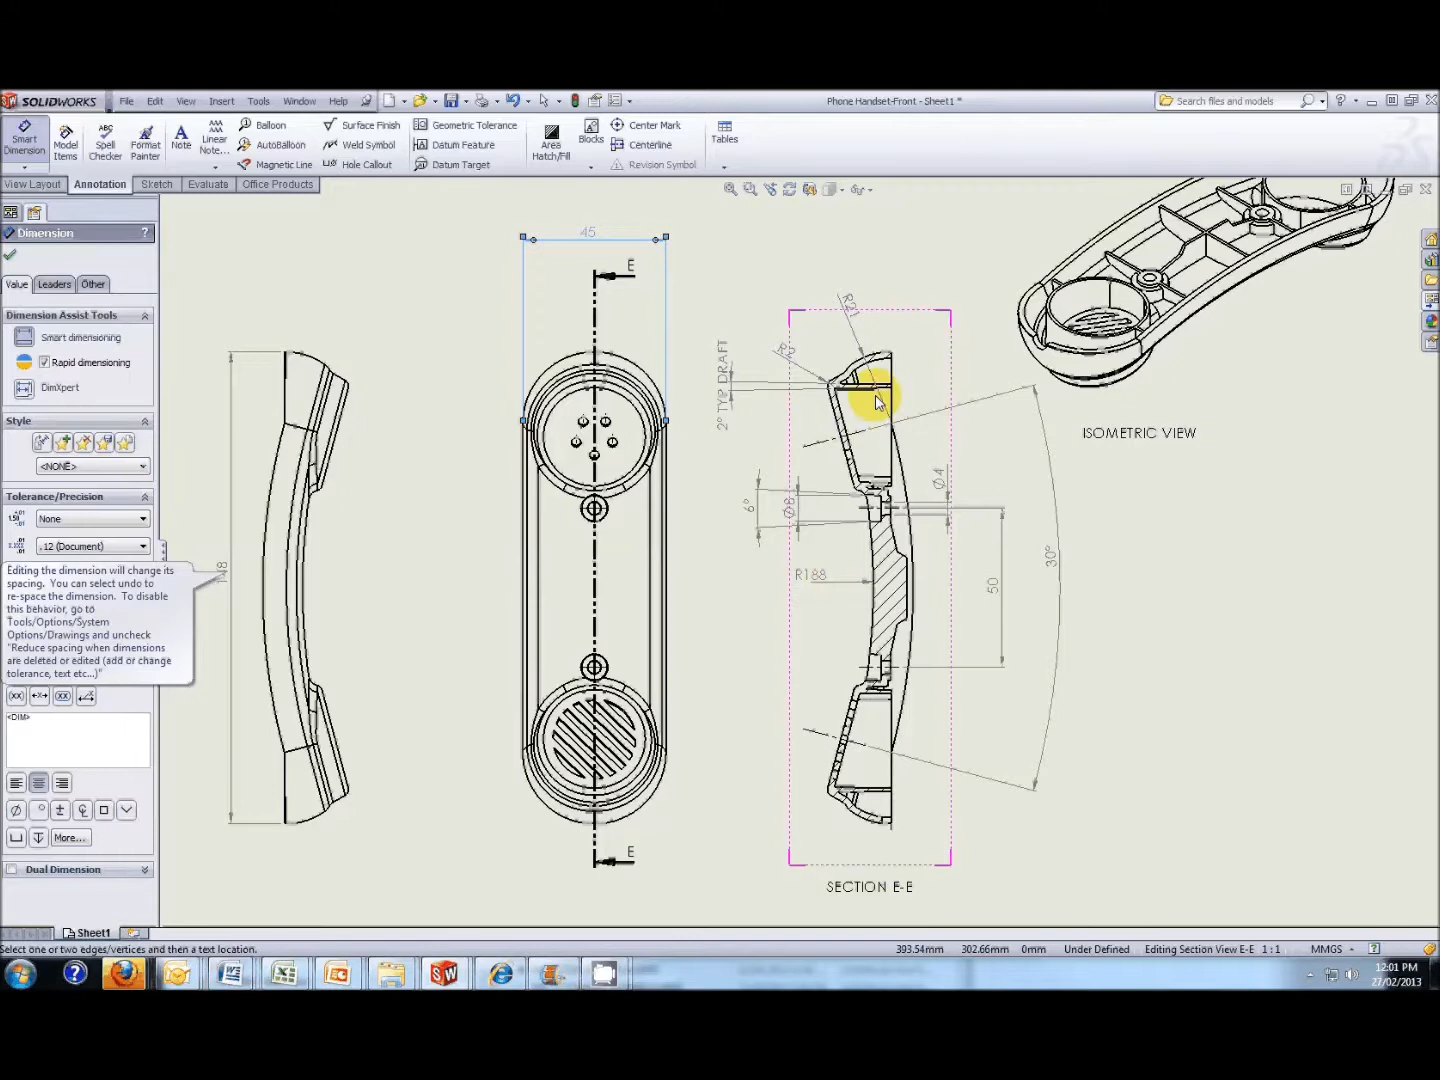 SOLIDWORKS File Edit View Insert Tools Window Help Phone Handset-Front - Sheet1 * Search files and models
Smart Dimension
Model Items
Spell Checker
Format Painter
Note
Linear Note...
Balloon
AutoBalloon
Magnetic Line
Surface Finish
Weld Symbol
Hole Callout
Geometric Tolerance
Datum Feature
Datum Target
Area Hatch/Fill
Blocks
Center Mark
Centerline
Revision Symbol
Tables
View Layout Annotation Sketch Evaluate Office Products
Dimension ?
Value Leaders Other
Dimension Assist Tools
Smart dimensioning
Rapid dimensioning
DimXpert
Style
<NONE>
Tolerance/Precision
None
.12 (Document)
Editing the dimension will change its
spacing. You can select undo to
re-space the dimension. To disable
this behavior, go to
Tools/Options/System
Options/Drawings and uncheck
"Reduce spacing when dimensions
are deleted or edited (add or change
tolerance, text etc...)"
<DIM>
More...
Dual Dimension
45
E
E
R21
R2
2° TYP DRAFT
6°
Ø8
Ø4
R188
50
30°
SECTION E-E
ISOMETRIC VIEW
Sheet1
Select one or two edges/vertices and then a text location.
393.54mm 302.66mm 0mm Under Defined Editing Section View E-E 1 : 1 MMGS
12:01 PM
27/02/2013